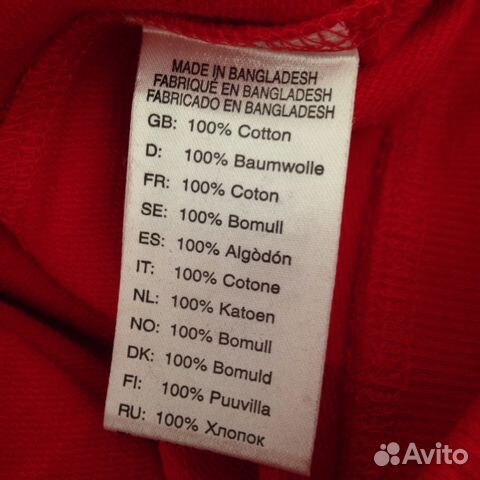 MADE IN BANGLADESH
FABRIQUÉ EN BANGLADESH
FABRICADO EN BANGLADESH
GB: 100% Cotton
D: 100% Baumwolle
FR: 100% Coton
SE: 100% Bomull
ES: 100% Algòdón
IT: 100% Cotone
NL: 100% Katoen
NO: 100% Bomull
DK: 100% Bomuld
FI: 100% Puuvilla
RU: 100% Хлопок
Avito